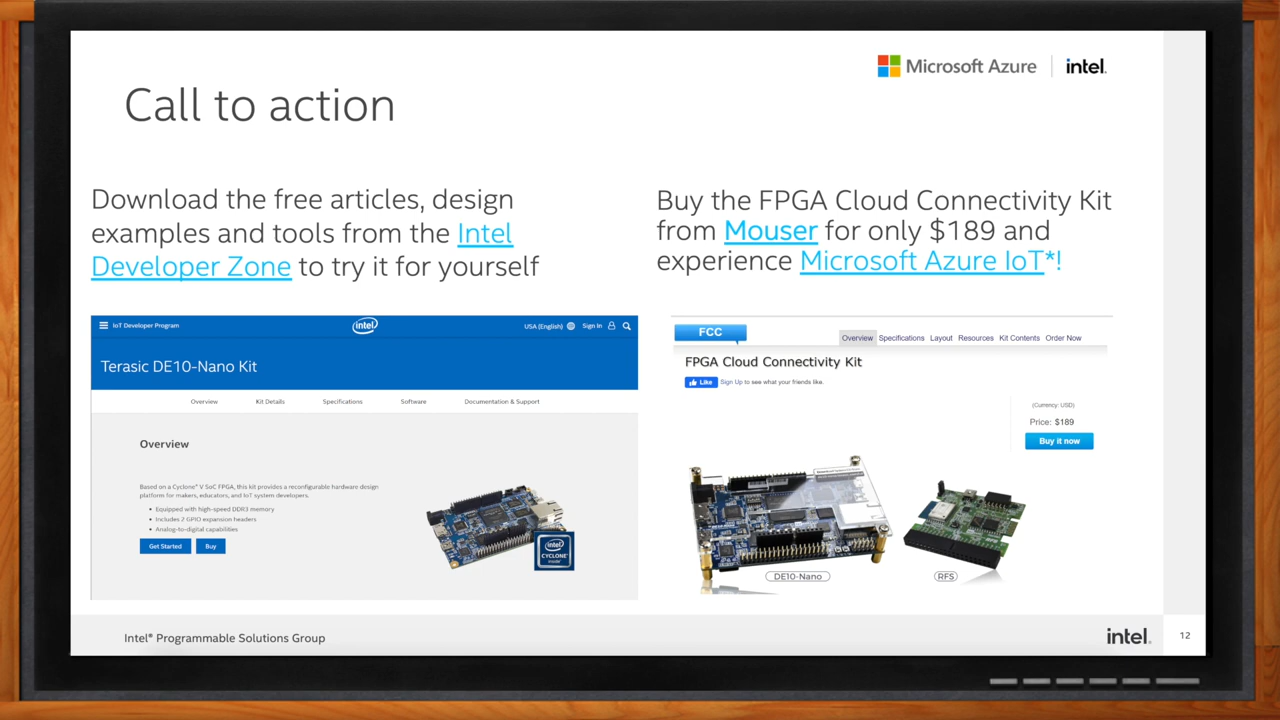 Microsoft Azure
intel.
Call to action
Download the free articles, design
examples and tools from the Intel
Developer Zone to try it for yourself
Buy the FPGA Cloud Connectivity Kit
from Mouser for only $189 and
experience Microsoft Azure IoT*!
IoT Developer Program
intel
USA (English)
Sign In
Terasic DE10-Nano Kit
Overview
Kit Details
Specifications
Software
Documentation & Support
Overview
Based on a Cyclone® V SoC FPGA, this kit provides a reconfigurable hardware design
platform for makers, educators, and IoT system developers.
• Equipped with high-speed DDR3 memory
• Includes 2 GPIO expansion headers
• Analog-to-digital capabilities
Get Started
Buy
intel
CYCLONE
inside
FCC
Overview
Specifications
Layout
Resources
Kit Contents
Order Now
FPGA Cloud Connectivity Kit
Like
Sign Up to see what your friends like.
(Currency: USD)
Price: $189
Buy it now
DE10-Nano
RFS
Intel® Programmable Solutions Group
intel.
12